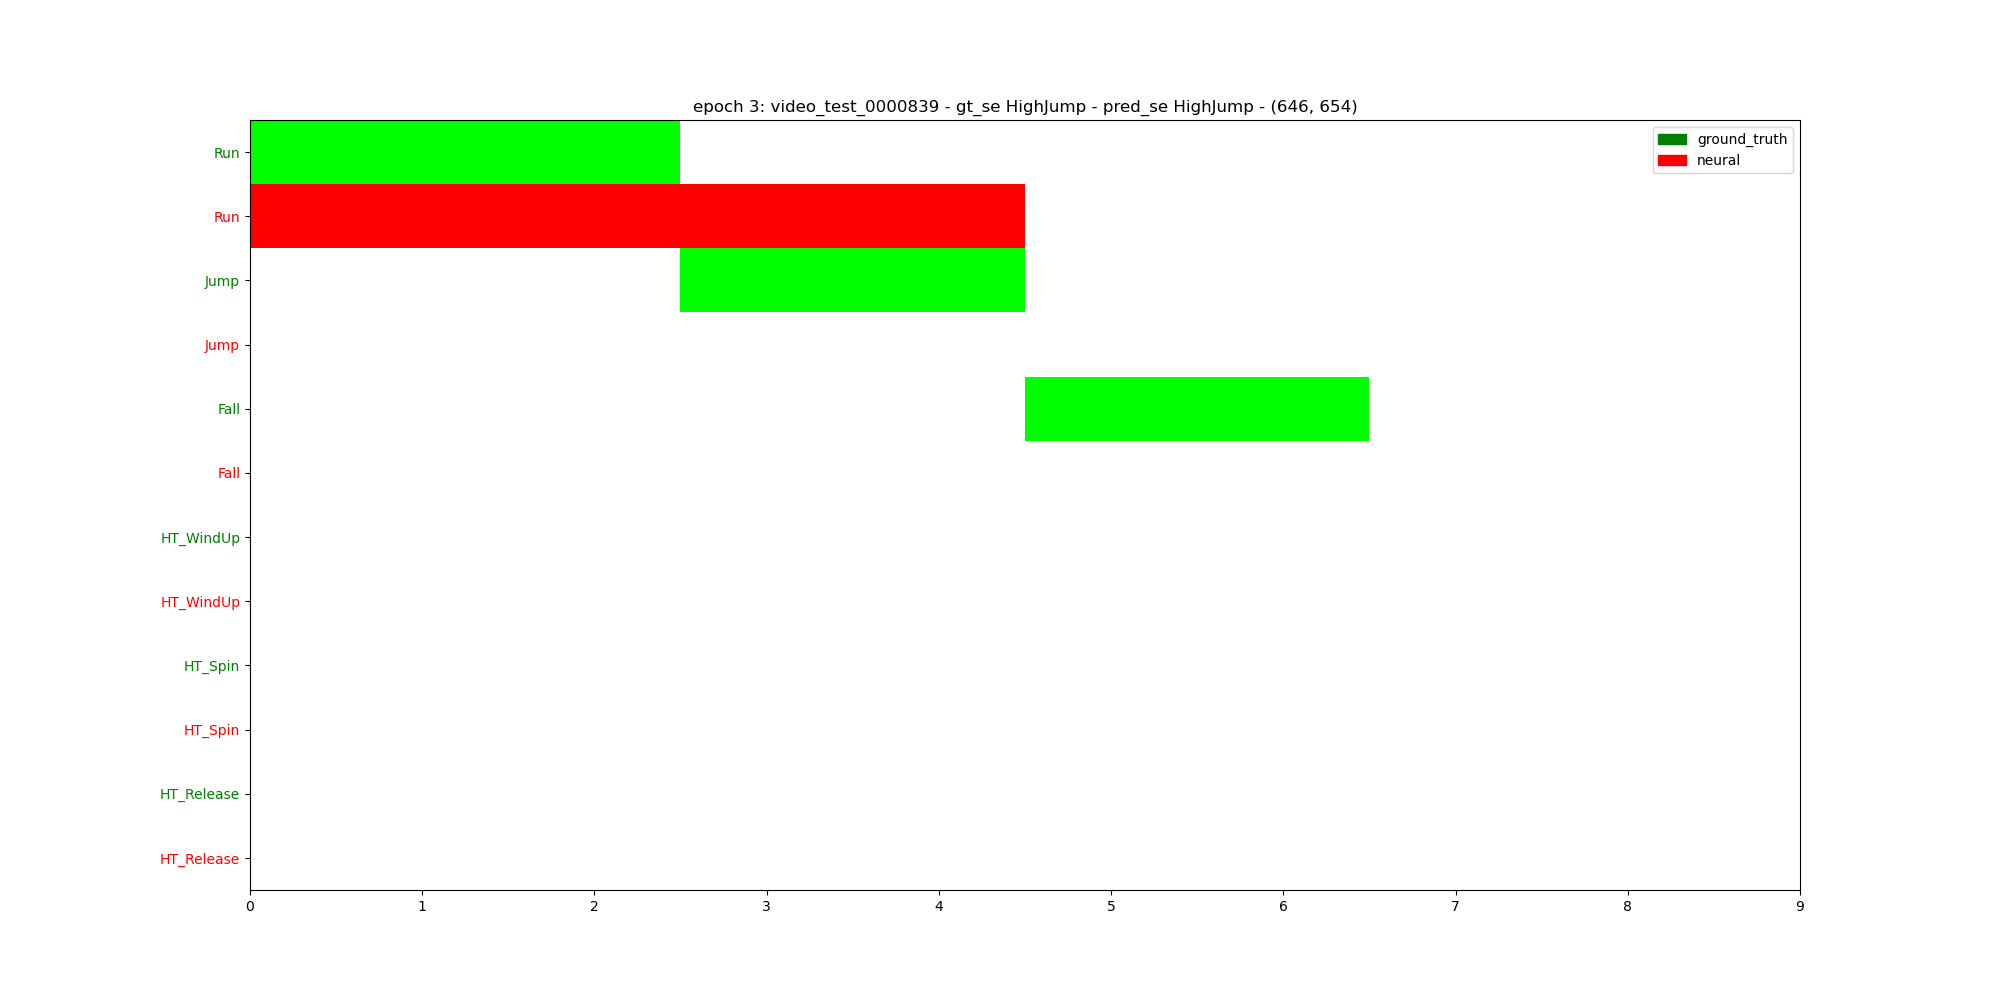 epoch 3: video_test_0000839 - gt_se HighJump - pred_se HighJump - (646, 654)
ground_truth
neural
Run
Run
Jump
Jump
Fall
Fall
HT_WindUp
HT_WindUp
HT_Spin
HT_Spin
HT_Release
HT_Release
0 1 2 3 4 5 6 7 8 9